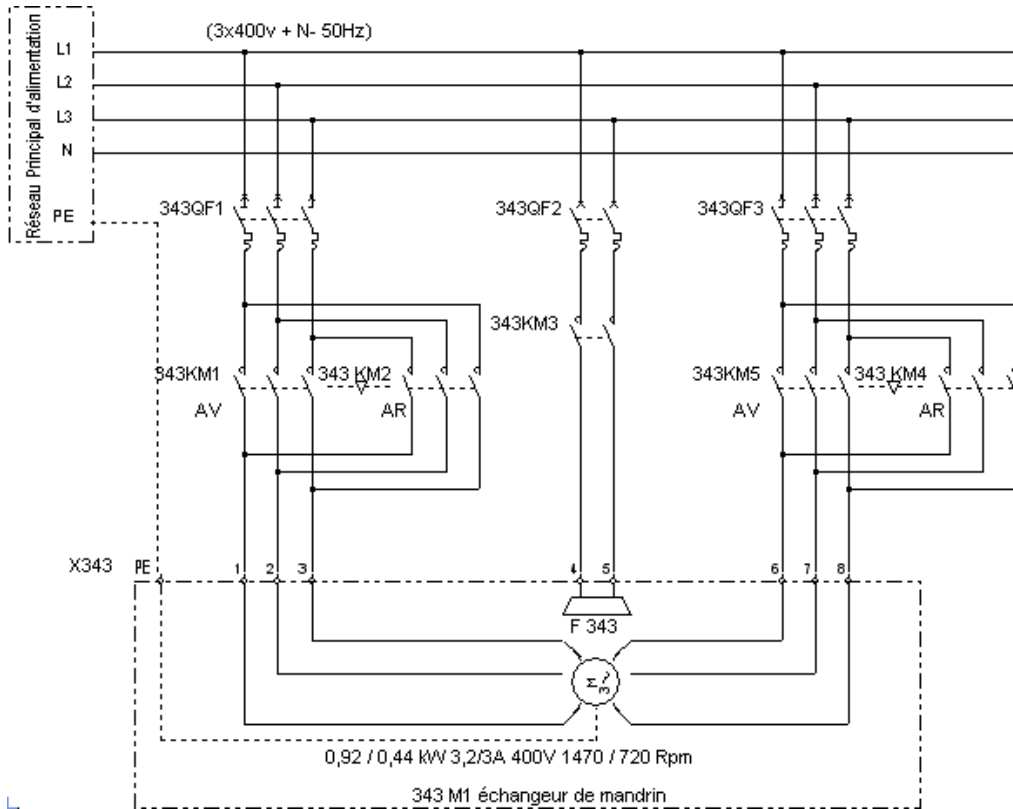 (3x400v + N- 50Hz)
Réseau Principal d'alimentation
L1
L2
L3
N
PE
343QF1
343QF2
343QF3
343KM3
343KM1
343 KM2
343KM5
343 KM4
AV
AR
AV
AR
X343
PE
1
2
3
4
5
6
7
8
F 343
M
3~
0,92 / 0,44 kW 3,2/3A 400V 1470 / 720 Rpm
343 M1 échangeur de mandrin